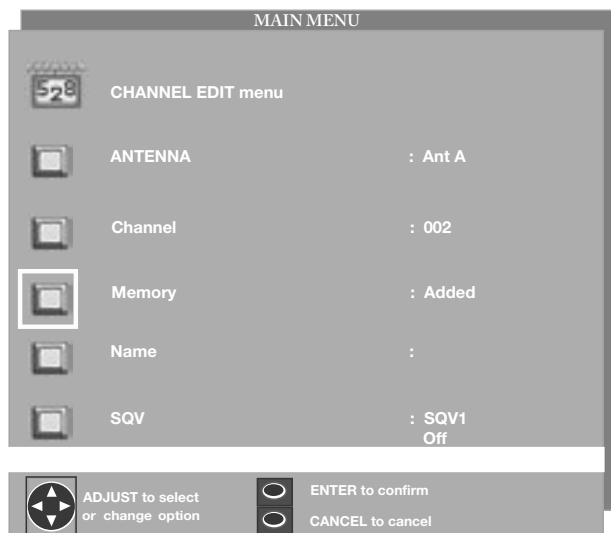 MAIN MENU
528
CHANNEL EDIT menu
ANTENNA : Ant A
Channel : 002
Memory : Added
Name :
SQV : SQV1
Off
ADJUST to select
or change option
ENTER to confirm
CANCEL to cancel